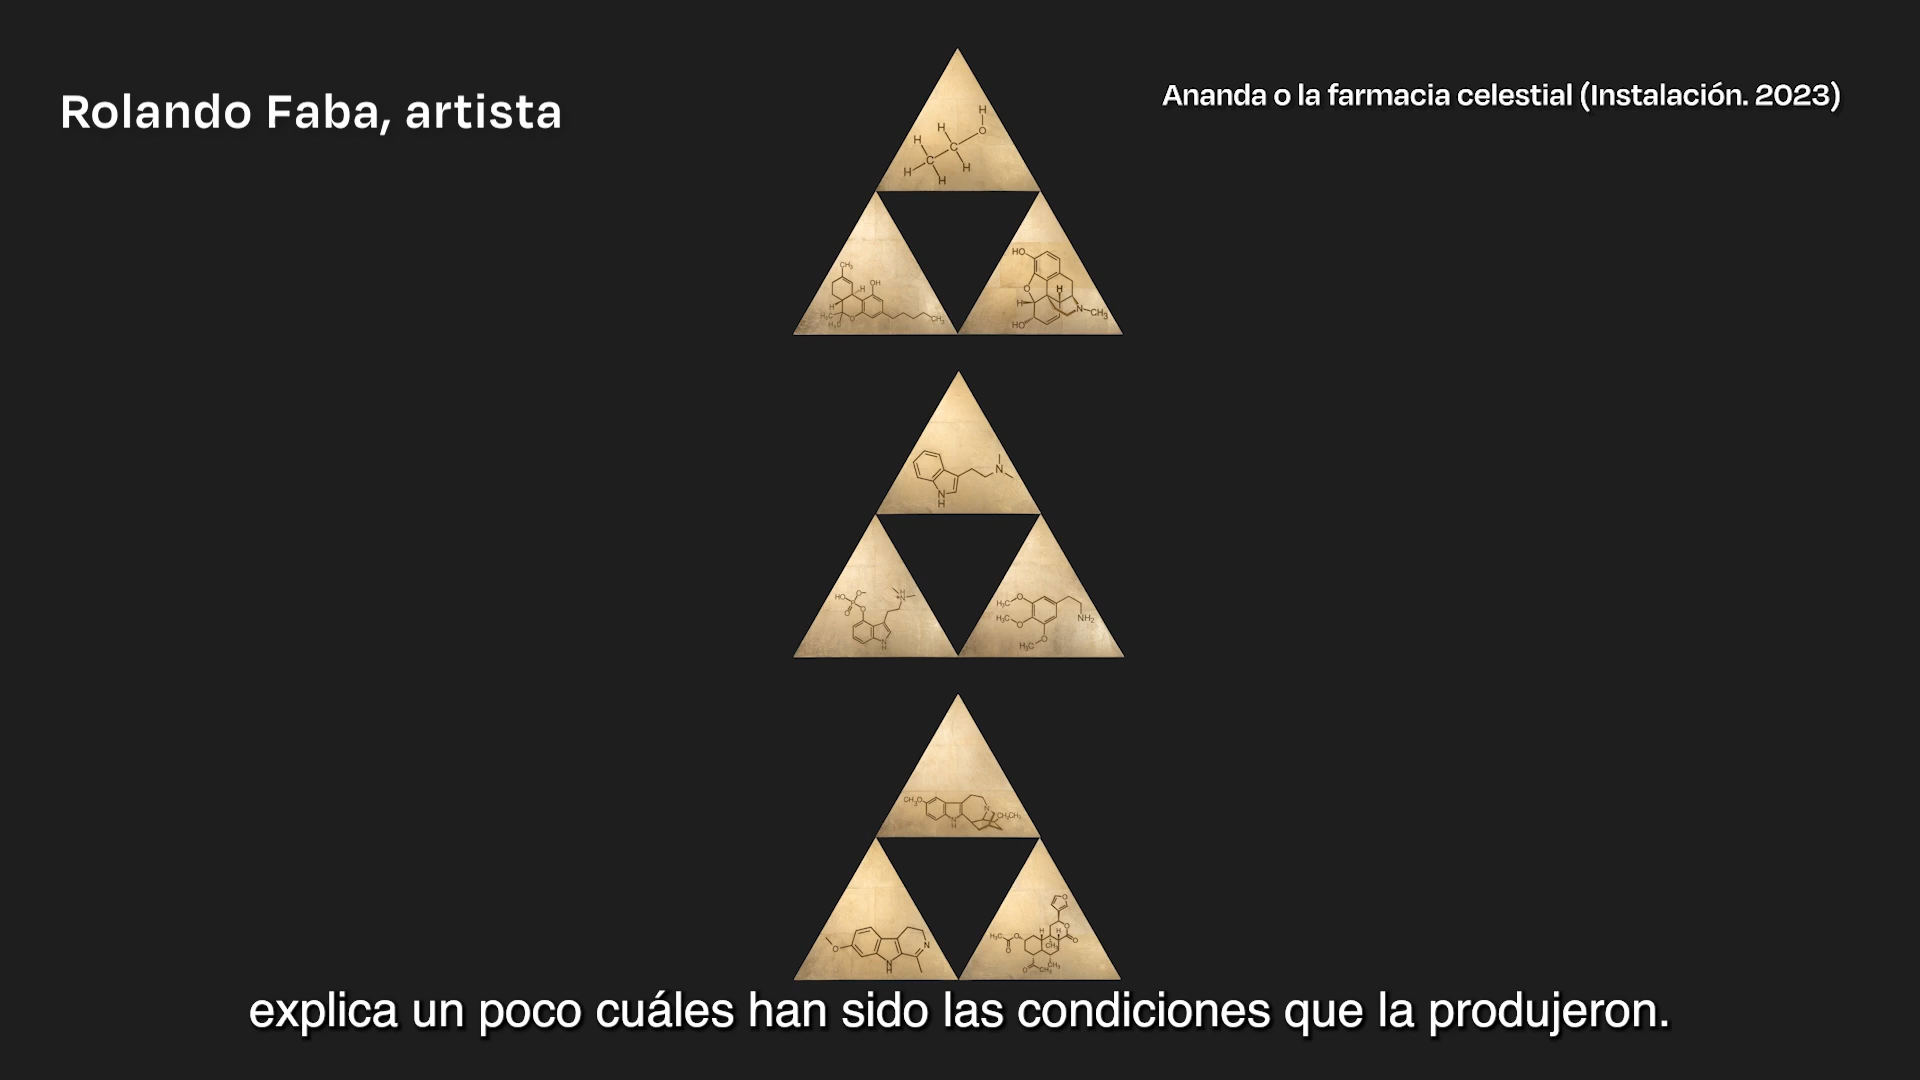 Rolando Faba, artista
Ananda o la farmacia celestial (Instalación. 2023)
explica un poco cuáles han sido las condiciones que la produjeron.